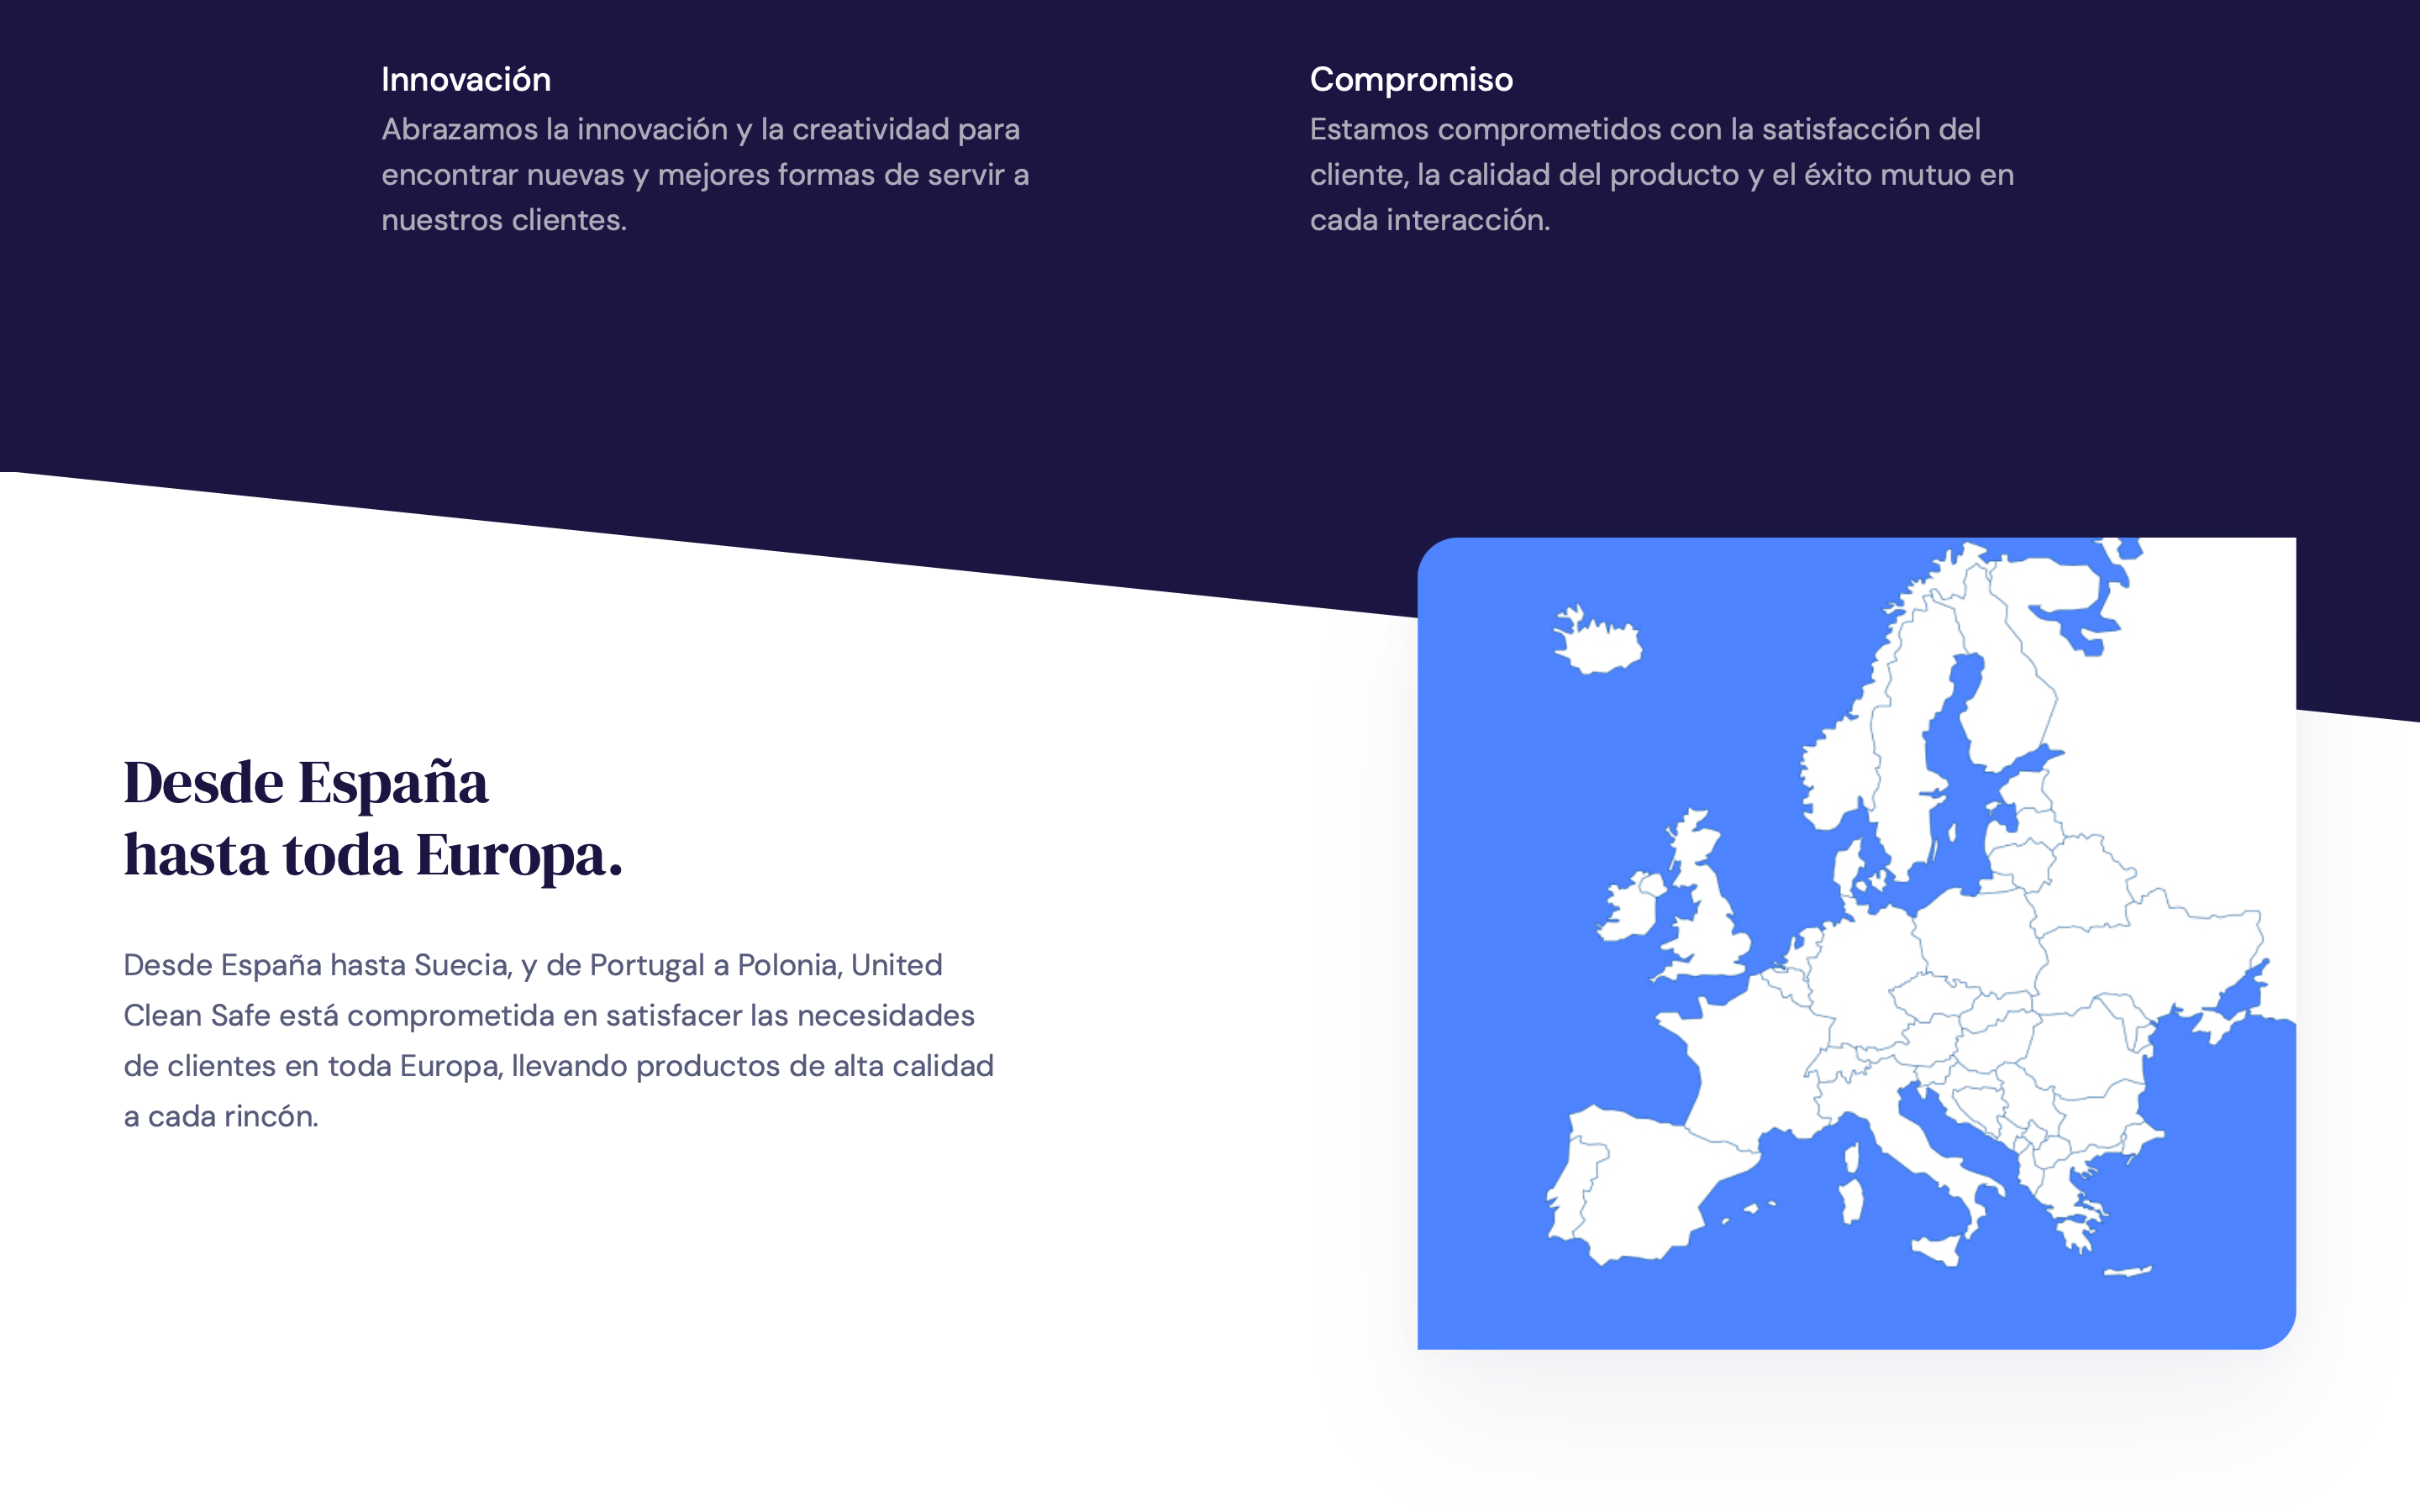 Innovación
Abrazamos la innovación y la creatividad para
encontrar nuevas y mejores formas de servir a
nuestros clientes.
Compromiso
Estamos comprometidos con la satisfacción del
cliente, la calidad del producto y el éxito mutuo en
cada interacción.
Desde España
hasta toda Europa.
Desde España hasta Suecia, y de Portugal a Polonia, United
Clean Safe está comprometida en satisfacer las necesidades
de clientes en toda Europa, llevando productos de alta calidad
a cada rincón.